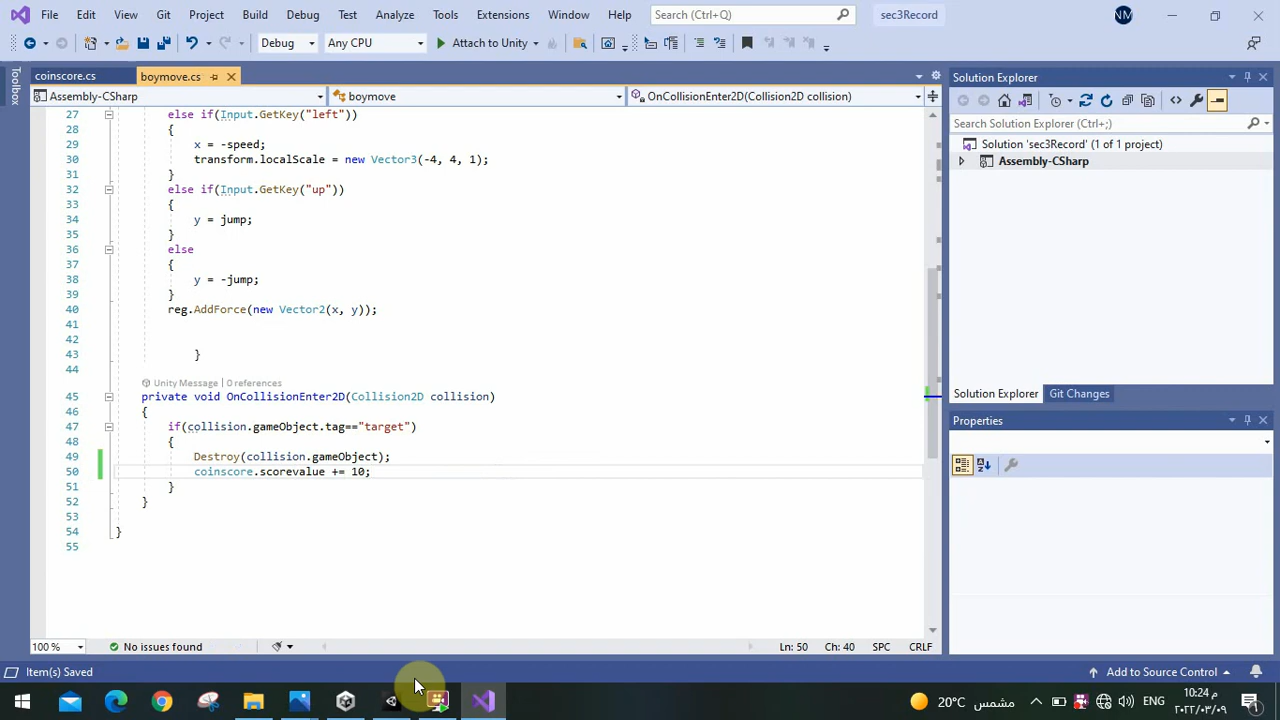 File Edit View Git Project Build Debug Test Analyze Tools Extensions Window Help Search (Ctrl+Q) sec3Record NM
Debug Any CPU Attach to Unity
Toolbox
coinscore.cs boymove.cs
Assembly-CSharp boymove OnCollisionEnter2D(Collision2D collision)
27 else if(Input.GetKey("left"))
28 {
29 x = -speed;
30 transform.localScale = new Vector3(-4, 4, 1);
31 }
32 else if(Input.GetKey("up"))
33 {
34 y = jump;
35 }
36 else
37 {
38 y = -jump;
39 }
40 reg.AddForce(new Vector2(x, y));
41
42
43 }
44
Unity Message | 0 references
45 private void OnCollisionEnter2D(Collision2D collision)
46 {
47 if(collision.gameObject.tag=="target")
48 {
49 Destroy(collision.gameObject);
50 coinscore.scorevalue += 10;
51 }
52 }
53
54 }
55
100 % No issues found Ln: 50 Ch: 40 SPC CRLF
Solution Explorer
Search Solution Explorer (Ctrl+;)
Solution 'sec3Record' (1 of 1 project)
Assembly-CSharp
Solution Explorer Git Changes
Properties
Item(s) Saved Add to Source Control
20°C مشمس ENG 10:24 م
٢٠٢٢/٠٣/٠٩